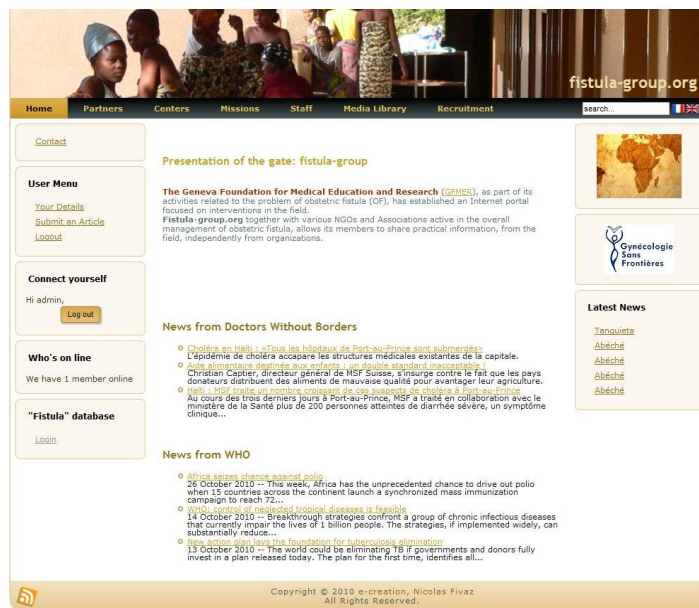 fistula-group.org
Home Partners Centers Missions Staff Media Library Recruitment search...
Contact
User Menu
Your Details
Submit an Article
Logout
Connect yourself
Hi admin,
Log out
Who's on line
We have 1 member online
"Fistula" database
Login
Presentation of the gate: fistula-group
The Geneva Foundation for Medical Education and Research (GFMER), as part of its
activities related to the problem of obstetric fistula (OF), has established an Internet portal
focused on interventions in the field.
Fistula-group.org together with various NGOs and Associations active in the overall
management of obstetric fistula, allows its members to share practical information, from the
field, independently from organizations.
News from Doctors Without Borders
Choléra en Haïti : «Tous les hôpitaux de Port-au-Prince sont submergés»
L'épidémie de choléra accapare les structures médicales existantes de la capitale.
Aide alimentaire destinée aux enfants : un double standard inacceptable !
Christian Captier, directeur général de MSF Suisse, s'insurge contre le fait que les pays
donateurs distribuent des aliments de mauvaise qualité pour avantager leur agriculture.
Haïti : MSF traite un nombre croissant de cas suspects de choléra à Port-au-Prince
Au cours des trois derniers jours à Port-au-Prince, MSF a traité en collaboration avec le
ministère de la Santé plus de 200 personnes atteintes de diarrhée sévère, un symptôme
clinique...
News from WHO
Africa seizes chance against polio
26 October 2010 -- This week, Africa has the unprecedented chance to drive out polio
when 15 countries across the continent launch a synchronized mass immunization
campaign to reach 72...
WHO: control of neglected tropical diseases is feasible
14 October 2010 -- Breakthrough strategies confront a group of chronic infectious diseases
that currently impair the lives of 1 billion people. The strategies, if implemented widely, can
substantially reduce...
New action plan lays the foundation for tuberculosis elimination
13 October 2010 -- The world could be eliminating TB if governments and donors fully
invest in a plan released today. The plan for the first time, identifies all...
Gynécologie
Sans
Frontières
Latest News
Tanguieta
Abéché
Abéché
Abéché
Abéché
Copyright © 2010 e-creation, Nicolas Fivaz
All Rights Reserved.